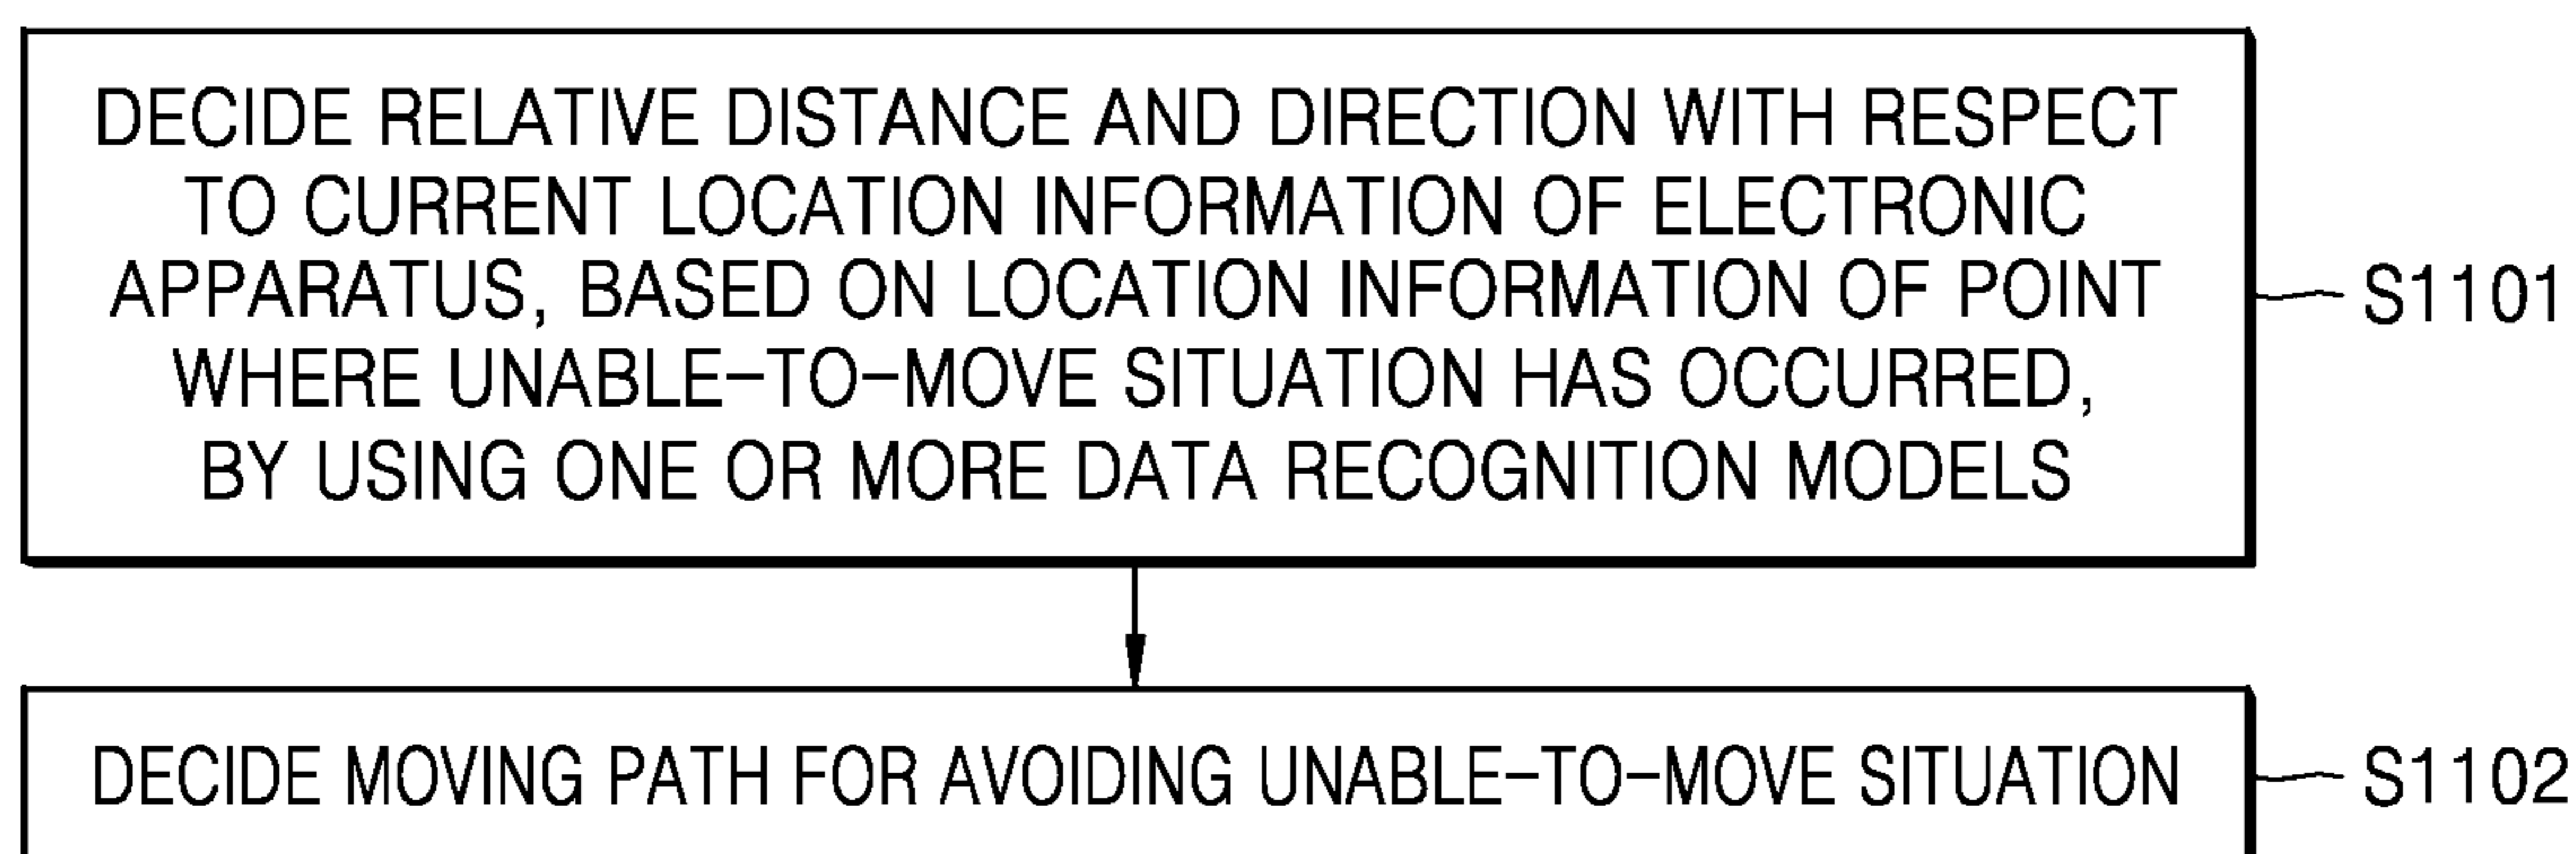 DECIDE RELATIVE DISTANCE AND DIRECTION WITH RESPECT
TO CURRENT LOCATION INFORMATION OF ELECTRONIC
APPARATUS, BASED ON LOCATION INFORMATION OF POINT
WHERE UNABLE-TO-MOVE SITUATION HAS OCCURRED,
BY USING ONE OR MORE DATA RECOGNITION MODELS
S1101
DECIDE MOVING PATH FOR AVOIDING UNABLE-TO-MOVE SITUATION
S1102